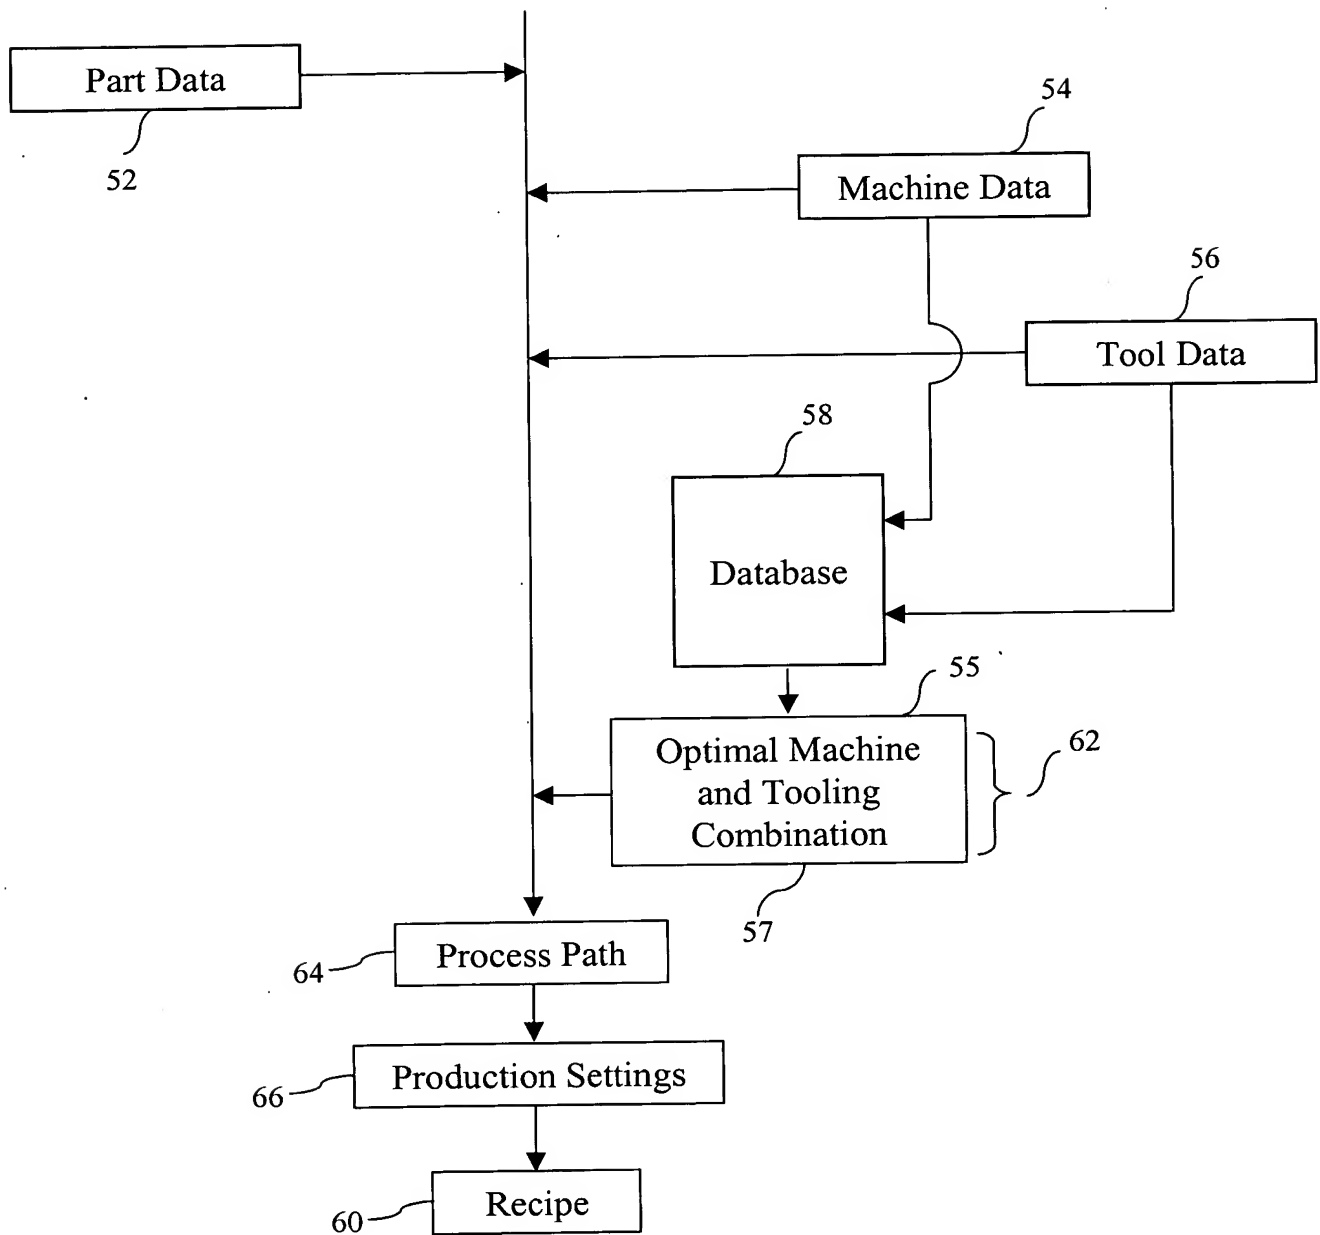 Part Data
52
54
Machine Data
56
Tool Data
58
Database
55
Optimal Machine
and Tooling
Combination
62
57
64
Process Path
66
Production Settings
60
Recipe